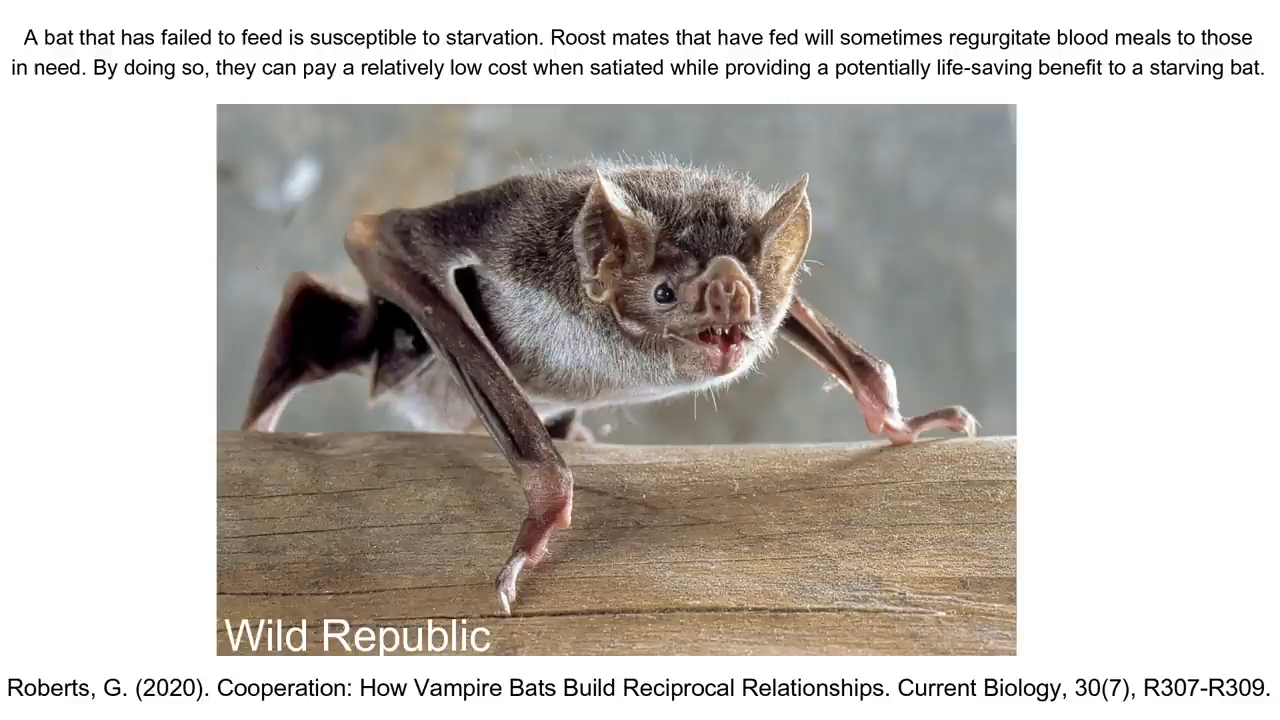 A bat that has failed to feed is susceptible to starvation. Roost mates that have fed will sometimes regurgitate blood meals to those
in need. By doing so, they can pay a relatively low cost when satiated while providing a potentially life-saving benefit to a starving bat.
Wild Republic
Roberts, G. (2020). Cooperation: How Vampire Bats Build Reciprocal Relationships. Current Biology, 30(7), R307-R309.